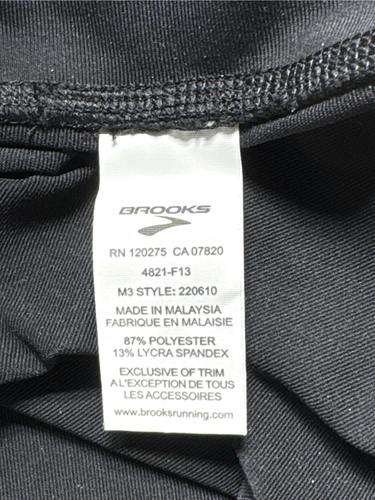 BROOKS
RN 120275 CA 07820
4821-F13
M3 STYLE: 220610
MADE IN MALAYSIA
FABRIQUE EN MALAISIE
87% POLYESTER
13% LYCRA SPANDEX
EXCLUSIVE OF TRIM
A L'EXCEPTION DE TOUS
LES ACCESSOIRES
www.brooksrunning.com